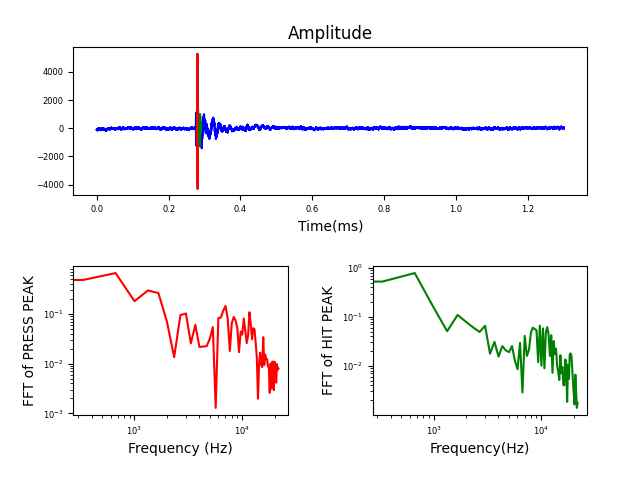 Amplitude
4000
2000
0
−2000
−4000
0.0 0.2 0.4 0.6 0.8 1.0 1.2
Time(ms)
FFT of PRESS PEAK
10⁻¹
10⁻²
10⁻³
10³ 10⁴
Frequency (Hz)
FFT of HIT PEAK
10⁰
10⁻¹
10⁻²
10³ 10⁴
Frequency(Hz)